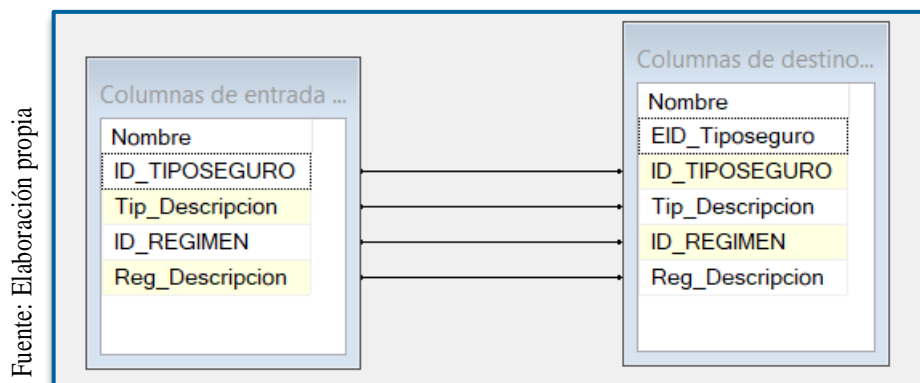 Fuente: Elaboración propia
Columnas de entrada ...
Nombre
ID_TIPOSEGURO
Tip_Descripcion
ID_REGIMEN
Reg_Descripcion
Columnas de destino...
Nombre
EID_Tiposeguro
ID_TIPOSEGURO
Tip_Descripcion
ID_REGIMEN
Reg_Descripcion